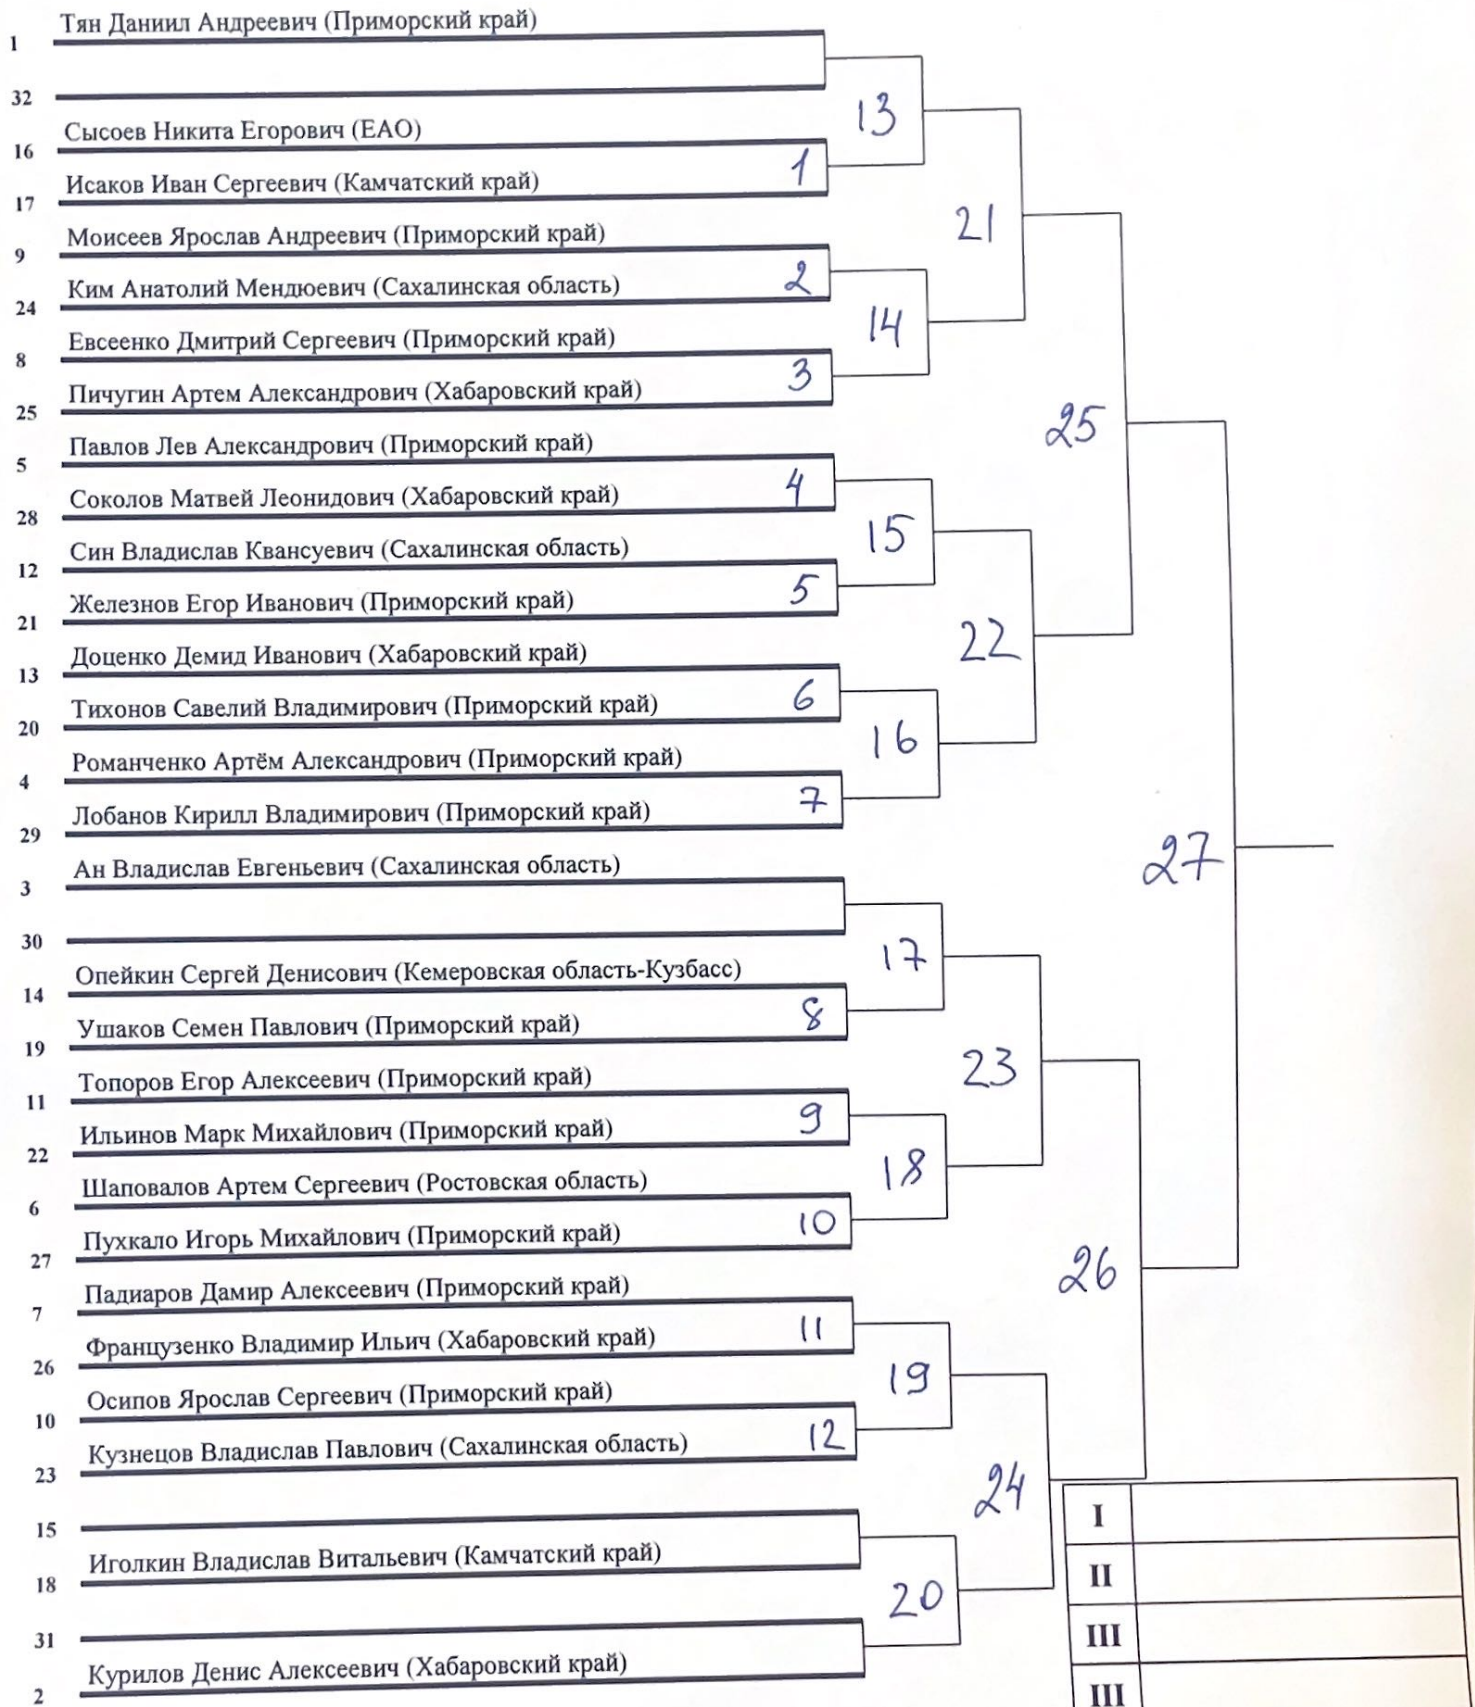 Тян Даниил Андреевич (Приморский край)
1
32
Сысоев Никита Егорович (ЕАО)
13
16
Исаков Иван Сергеевич (Камчатский край) 1
17
Моисеев Ярослав Андреевич (Приморский край)
21
9
Ким Анатолий Мендюевич (Сахалинская область) 2
24
Евсеенко Дмитрий Сергеевич (Приморский край)
14
8
Пичугин Артем Александрович (Хабаровский край) 3
25
Павлов Лев Александрович (Приморский край)
25
5
Соколов Матвей Леонидович (Хабаровский край) 4
28
Син Владислав Квансуевич (Сахалинская область)
15
12
Железнов Егор Иванович (Приморский край) 5
21
Доценко Демид Иванович (Хабаровский край)
22
13
Тихонов Савелий Владимирович (Приморский край) 6
20
Романченко Артём Александрович (Приморский край)
16
4
Лобанов Кирилл Владимирович (Приморский край) 7
29
Ан Владислав Евгеньевич (Сахалинская область)
27
3
30
Опейкин Сергей Денисович (Кемеровская область-Кузбасс)
17
14
Ушаков Семен Павлович (Приморский край) 8
19
Топоров Егор Алексеевич (Приморский край)
23
11
Ильинов Марк Михайлович (Приморский край) 9
22
Шаповалов Артем Сергеевич (Ростовская область)
18
6
Пухкало Игорь Михайлович (Приморский край) 10
27
Падиаров Дамир Алексеевич (Приморский край)
26
7
Французенко Владимир Ильич (Хабаровский край) 11
26
Осипов Ярослав Сергеевич (Приморский край)
19
10
Кузнецов Владислав Павлович (Сахалинская область) 12
23
24
15
I
Иголкин Владислав Витальевич (Камчатский край)
18
II
20
31
III
Курилов Денис Алексеевич (Хабаровский край)
2
III